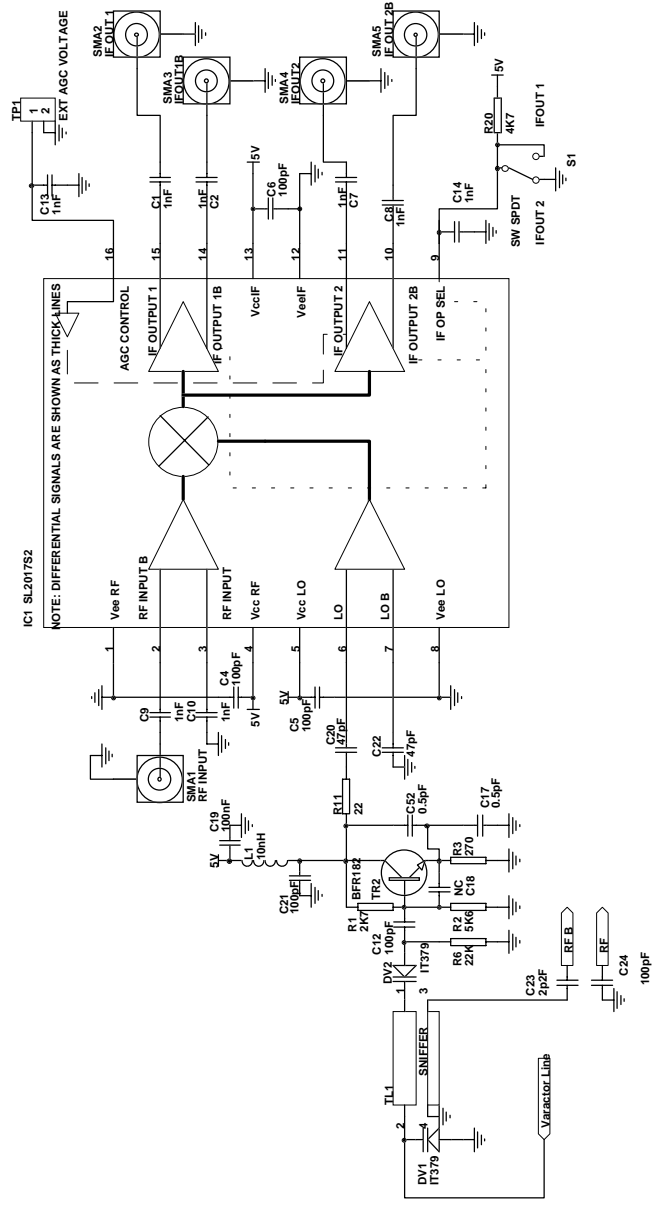 IC1 SL2017S2
NOTE: DIFFERENTIAL SIGNALS ARE SHOWN AS THICK LINES
TP1
1
2
EXT AGC VOLTAGE
C13
1nF
SMA2
IF OUT 1
SMA3
IFOUT1B
SMA4
IFOUT2
SMA5
IF OUT 2B
C1
1nF
1nF
C2
5V
C6
100pF
1nF
C7
C8
1nF
C14
1nF
R20
4K7
5V
IFOUT 1
SW SPDT
IFOUT 2
S1
16
15
14
13
12
11
10
9
AGC CONTROL
IF OUTPUT 1
IF OUTPUT 1B
VccIF
VeeIF
IF OUTPUT 2
IF OUTPUT 2B
IF OP SEL
Vee RF
RF INPUT B
RF INPUT
Vcc RF
Vcc LO
LO
LO B
Vee LO
1
2
3
4
5
6
7
8
SMA1
RF INPUT
C9
1nF
C10
1nF
C4
100pF
5V
5V
C5
100pF
C20
47pF
C22
47pF
R11
22
C19
100nF
5V
L1
10nH
C21
100pF
C52
0.5pF
C17
0.5pF
BFR182
TR2
R1
2K7
C12
100pF
R3
270
NC
C18
R2
5K6
R6
22K
DV2
IT379
1
3
TL1
SNIFFER
2
4
DV1
IT379
C23
2p2F
RF B
RF
C24
100pF
Varactor Line